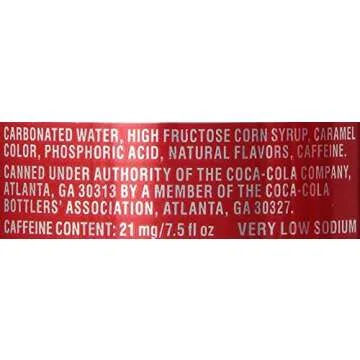 CARBONATED WATER, HIGH FRUCTOSE CORN SYRUP, CARAMEL
COLOR, PHOSPHORIC ACID, NATURAL FLAVORS, CAFFEINE.
CANNED UNDER AUTHORITY OF THE COCA-COLA COMPANY,
ATLANTA, GA 30313 BY A MEMBER OF THE COCA-COLA
BOTTLERS' ASSOCIATION, ATLANTA, GA 30327.
CAFFEINE CONTENT: 21 mg/7.5 fl oz VERY LOW SODIUM